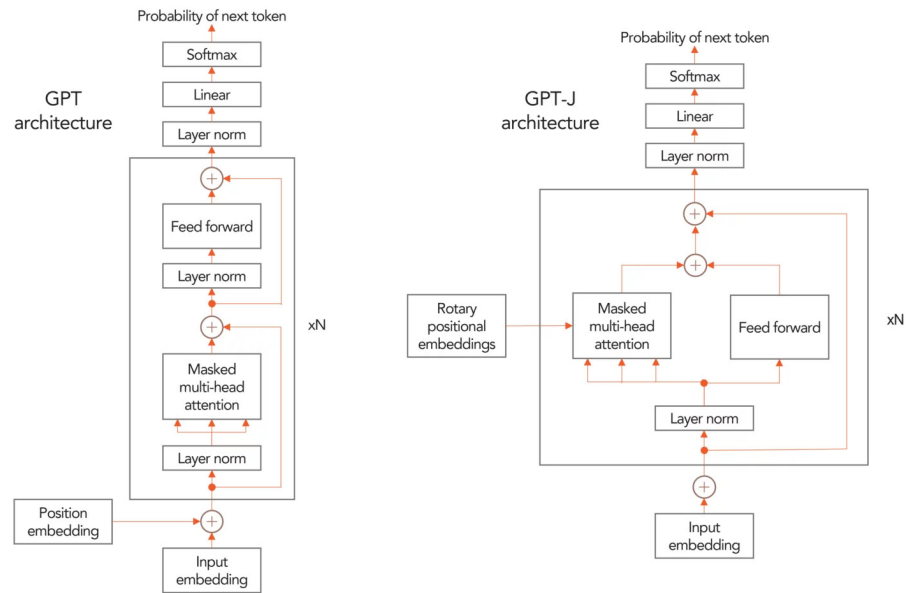 Probability of next token
Softmax
Linear
Layer norm
GPT
architecture
Feed forward
Layer norm
xN
Masked
multi-head
attention
Layer norm
Position
embedding
Input
embedding
Probability of next token
Softmax
Linear
Layer norm
GPT-J
architecture
Rotary
positional
embeddings
Masked
multi-head
attention
Feed forward
xN
Layer norm
Input
embedding